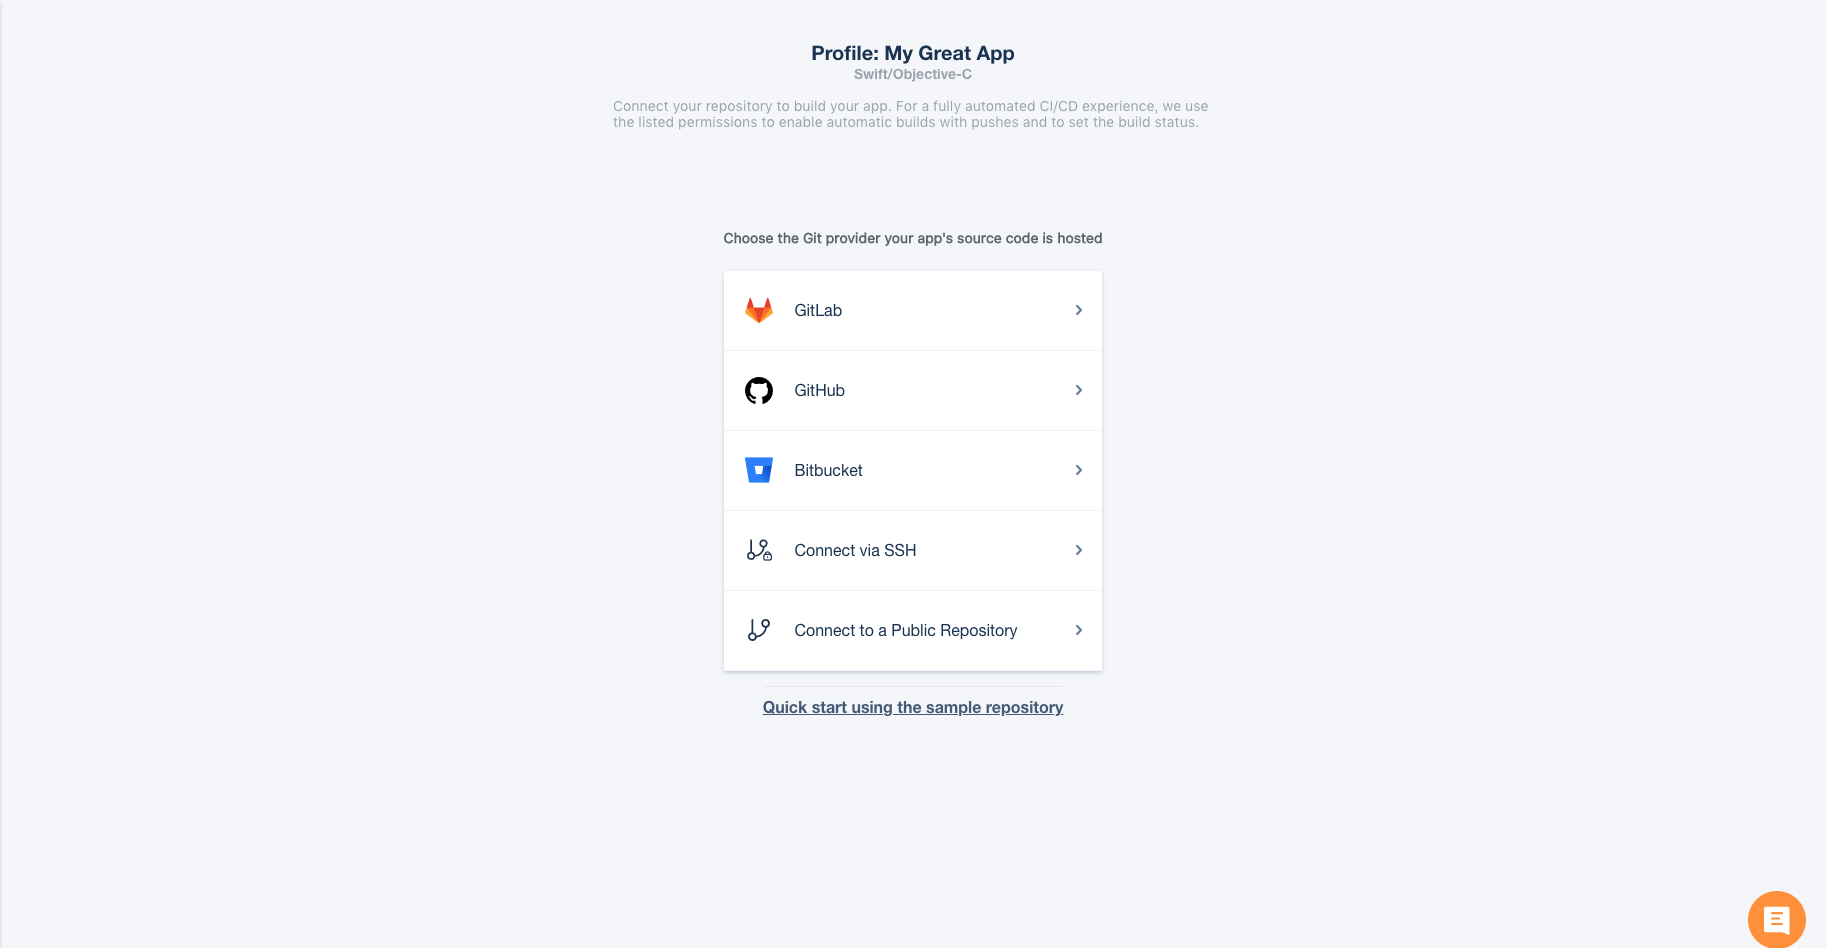 Profile: My Great App
Swift/Objective-C
Connect your repository to build your app. For a fully automated CI/CD experience, we use
the listed permissions to enable automatic builds with pushes and to set the build status.
Choose the Git provider your app's source code is hosted
GitLab
GitHub
Bitbucket
Connect via SSH
Connect to a Public Repository
Quick start using the sample repository